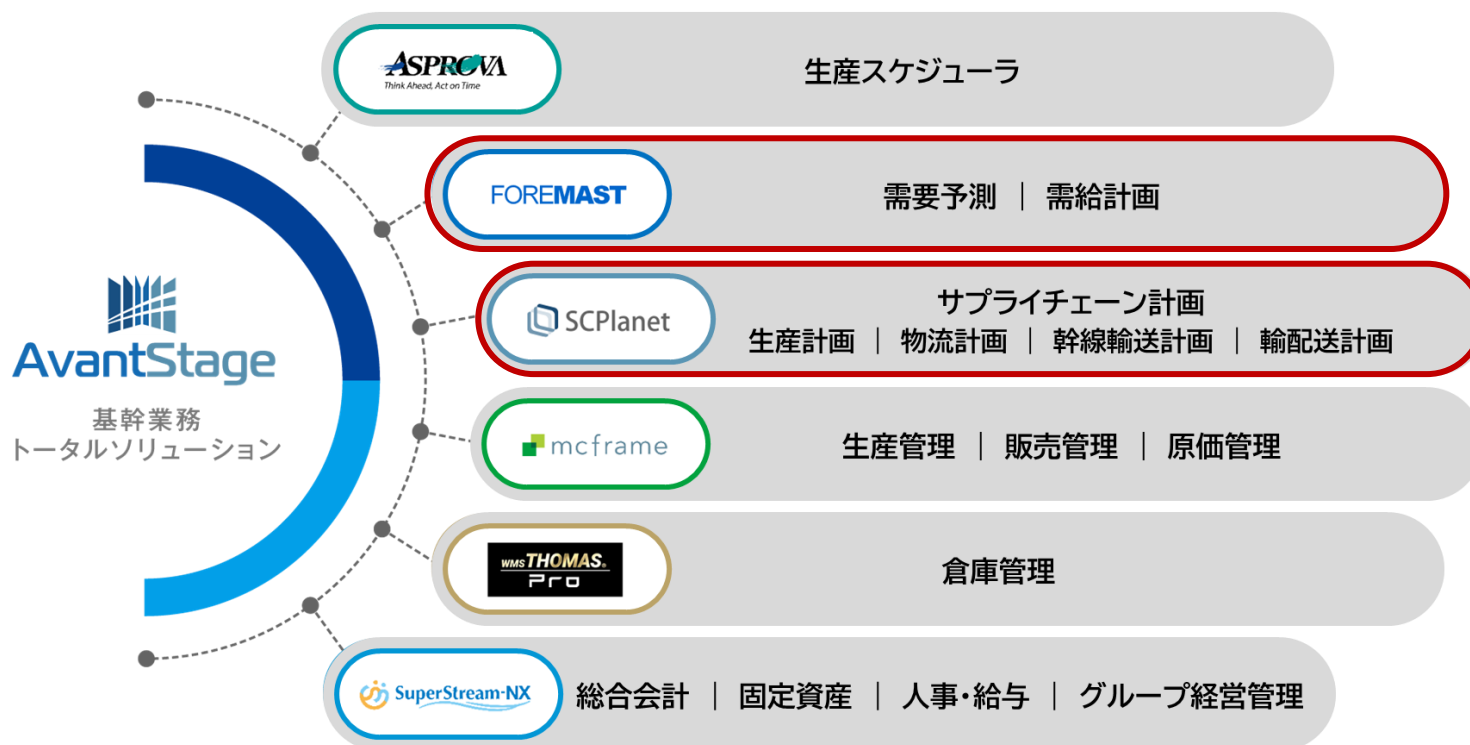 ASPROVA
Think Ahead, Act on Time
生産スケジューラ
FOREMAST
需要予測 | 需給計画
SCPlanet
サプライチェーン計画
生産計画 | 物流計画 | 幹線輸送計画 | 輸配送計画
AvantStage
基幹業務
トータルソリューション
mcframe
生産管理 | 販売管理 | 原価管理
WMS THOMAS®
Pro
倉庫管理
SuperStream-NX
総合会計 | 固定資産 | 人事・給与 | グループ経営管理